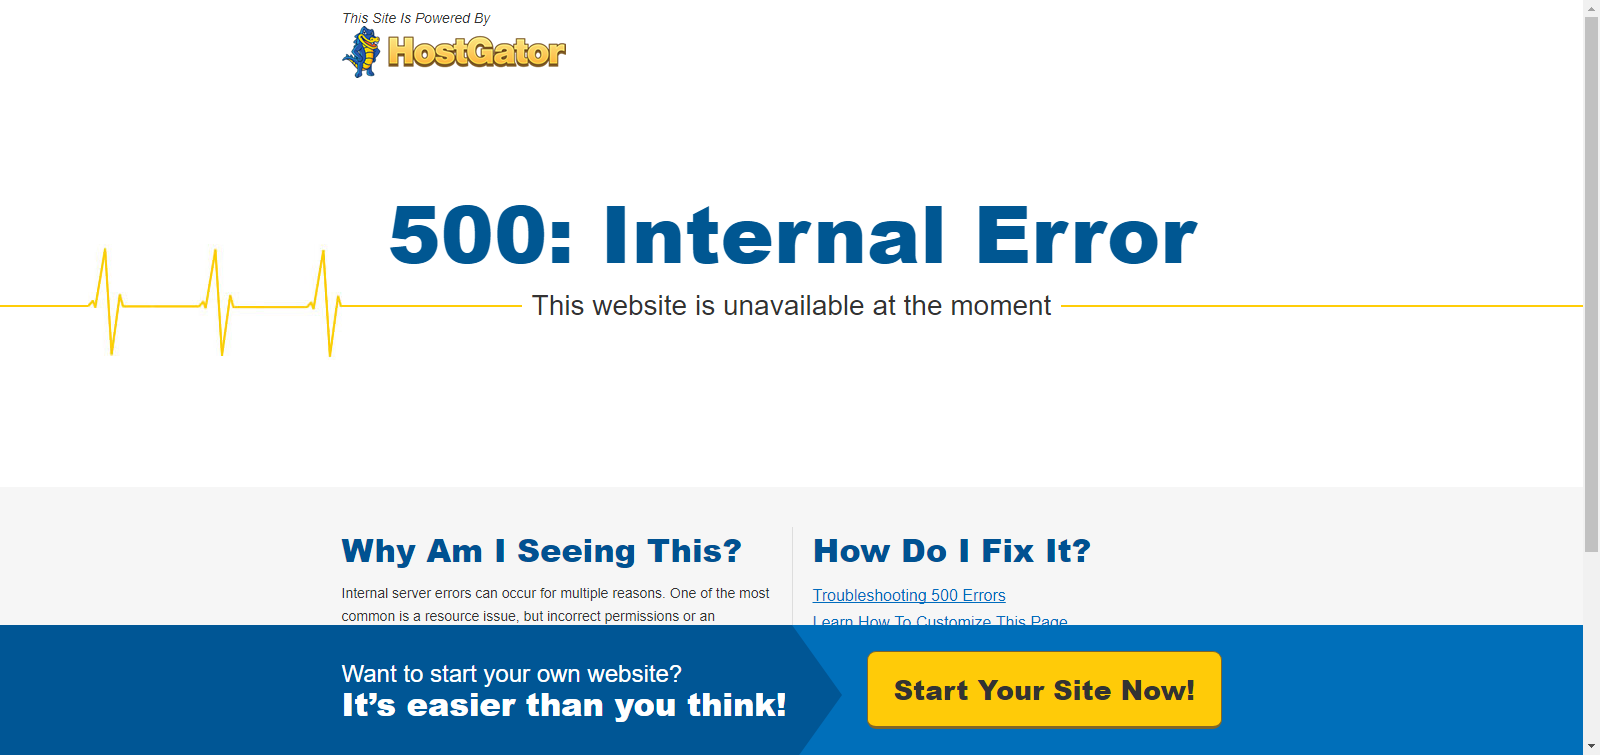 This Site Is Powered By
HostGator
500: Internal Error
This website is unavailable at the moment
Why Am I Seeing This?
Internal server errors can occur for multiple reasons. One of the most
common is a resource issue, but incorrect permissions or an
How Do I Fix It?
Troubleshooting 500 Errors
Learn How To Customize This Page
Want to start your own website?
It’s easier than you think!
Start Your Site Now!